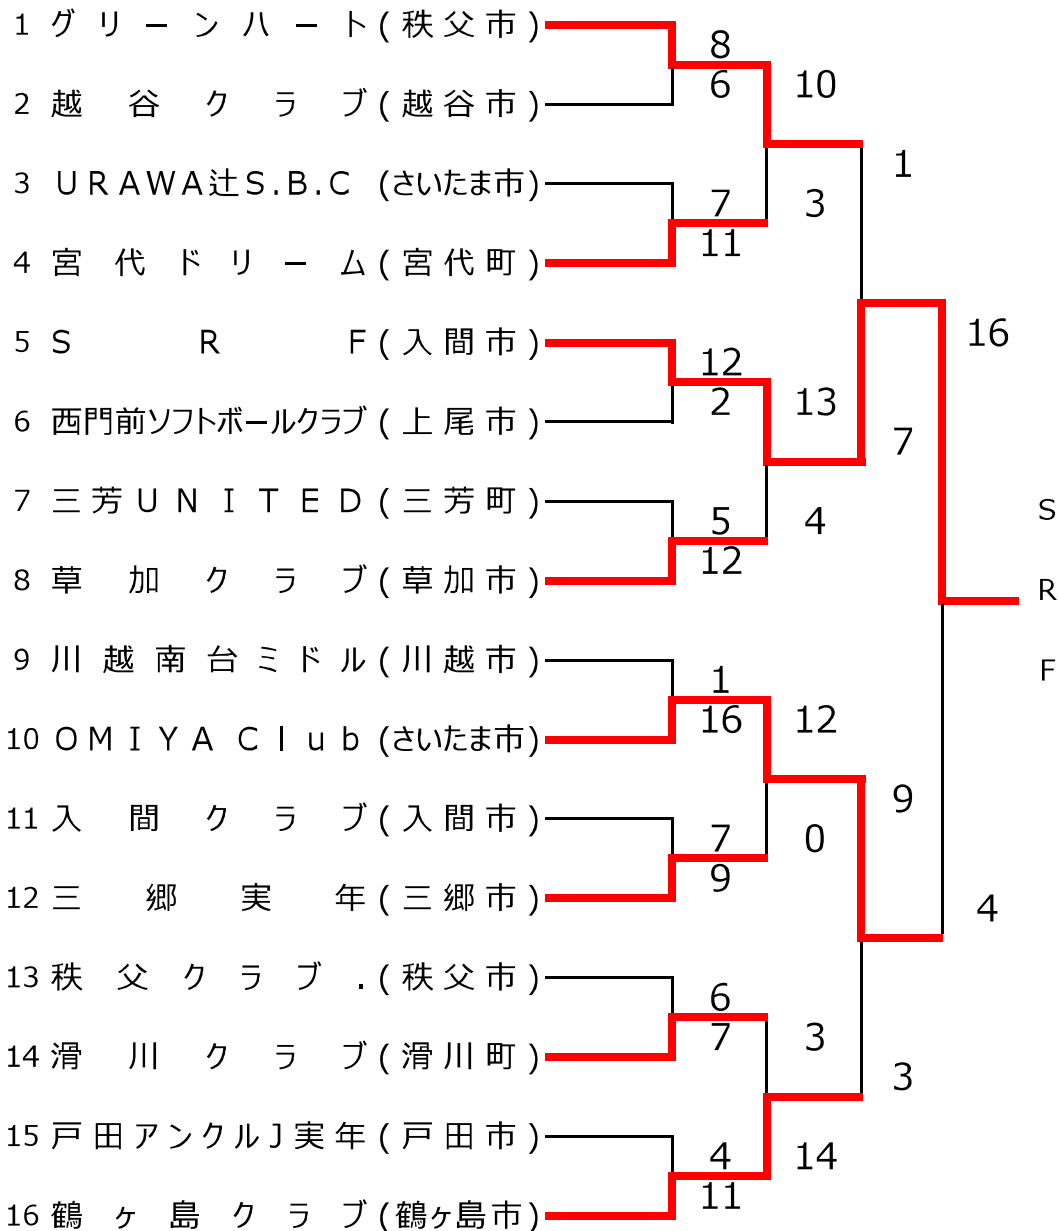 1 グリーンハート(秩父市)
8
6
10
2 越谷クラブ(越谷市)
1
3 URAWA辻S.B.C (さいたま市)
7
11
3
4 宮代ドリーム(宮代町)
16
5 SRF(入間市)
12
2
13
6 西門前ソフトボールクラブ(上尾市)
7
7 三芳UNITED(三芳町)
5
12
4
8 草加クラブ(草加市)
S
R
F
9 川越南台ミドル(川越市)
1
16
12
10 OMIYA Club (さいたま市)
9
11 入間クラブ(入間市)
7
9
0
12 三郷実年(三郷市)
4
13 秩父クラブ.(秩父市)
6
7
3
14 滑川クラブ(滑川町)
3
15 戸田アンクルJ実年(戸田市)
4
11
14
16 鶴ヶ島クラブ(鶴ヶ島市)